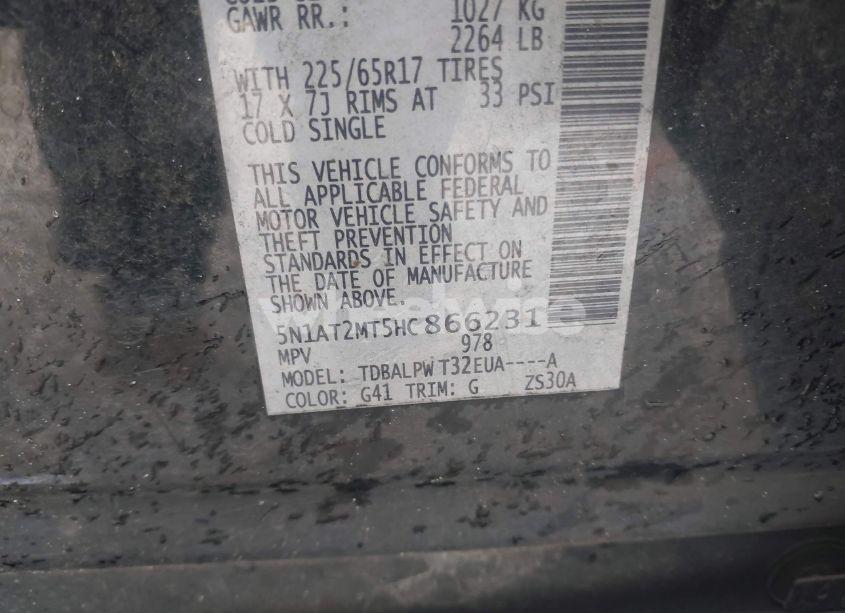 GAWR RR.: 1027 KG
2264 LB
WITH 225/65R17 TIRES
17 X 7J RIMS AT 33 PSI
COLD SINGLE
THIS VEHICLE CONFORMS TO
ALL APPLICABLE FEDERAL
MOTOR VEHICLE SAFETY AND
THEFT PREVENTION
STANDARDS IN EFFECT ON
THE DATE OF MANUFACTURE
SHOWN ABOVE.
5N1AT2MT5HC866231
MPV 978
MODEL: TDBALPW T32EUA----A
COLOR: G41 TRIM: G ZS30A